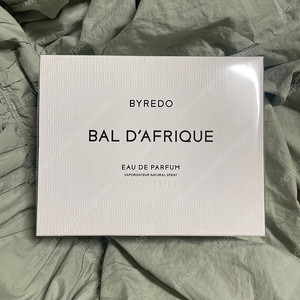 BYREDO
BAL D'AFRIQUE
EAU DE PARFUM
VAPORISATEUR NATURAL SPRAY